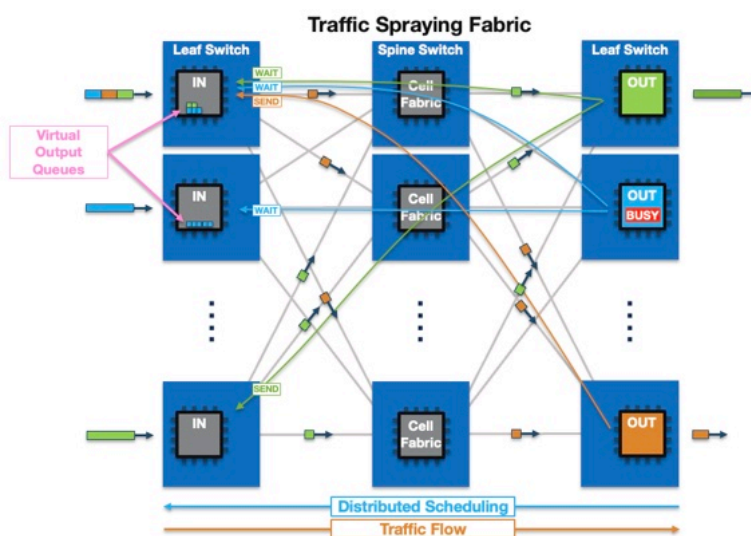 Traffic Spraying Fabric
Leaf Switch
Spine Switch
Leaf Switch
IN
WAIT
WAIT
SEND
Cell
Fabric
OUT
Virtual
Output
Queues
IN
WAIT
Cell
Fabric
OUT
BUSY
IN
SEND
Cell
Fabric
OUT
Distributed Scheduling
Traffic Flow